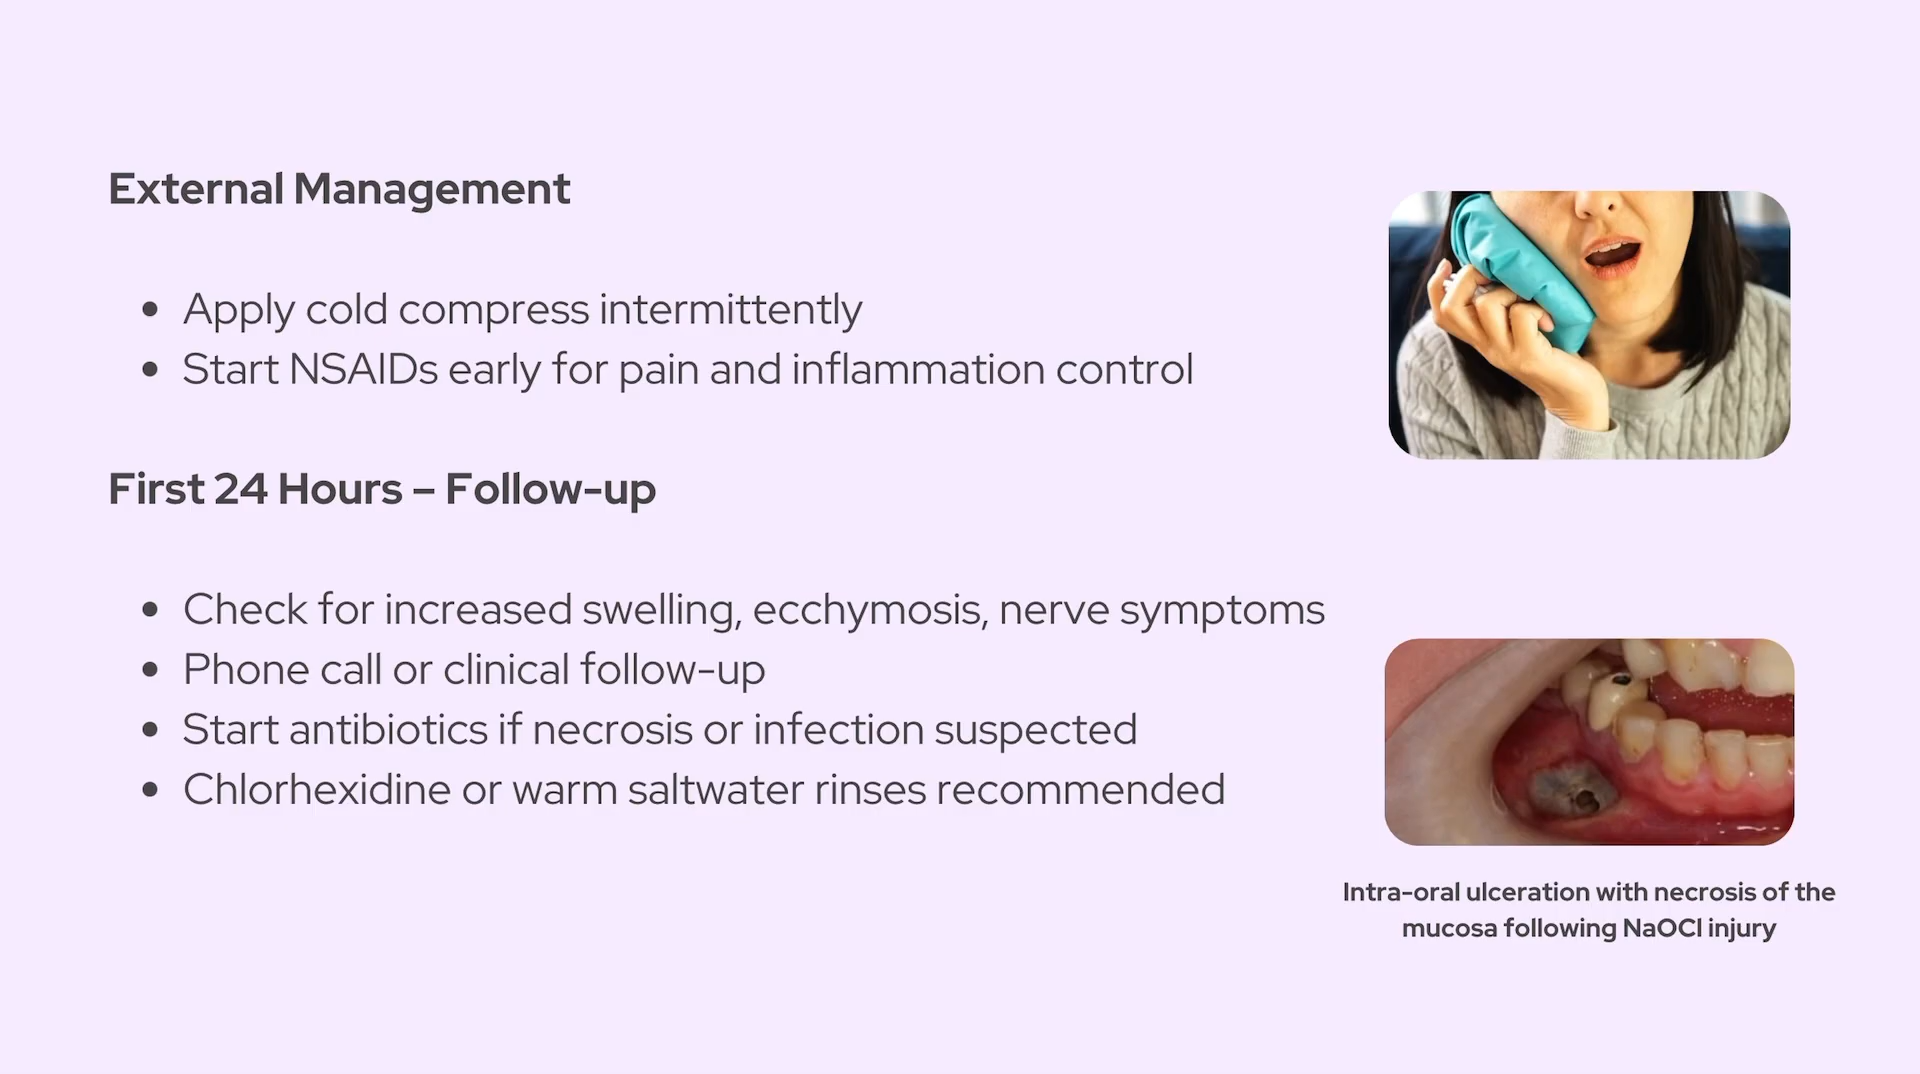 External Management
• Apply cold compress intermittently
• Start NSAIDs early for pain and inflammation control
First 24 Hours – Follow-up
• Check for increased swelling, ecchymosis, nerve symptoms
• Phone call or clinical follow-up
• Start antibiotics if necrosis or infection suspected
• Chlorhexidine or warm saltwater rinses recommended
Intra-oral ulceration with necrosis of the
mucosa following NaOCl injury